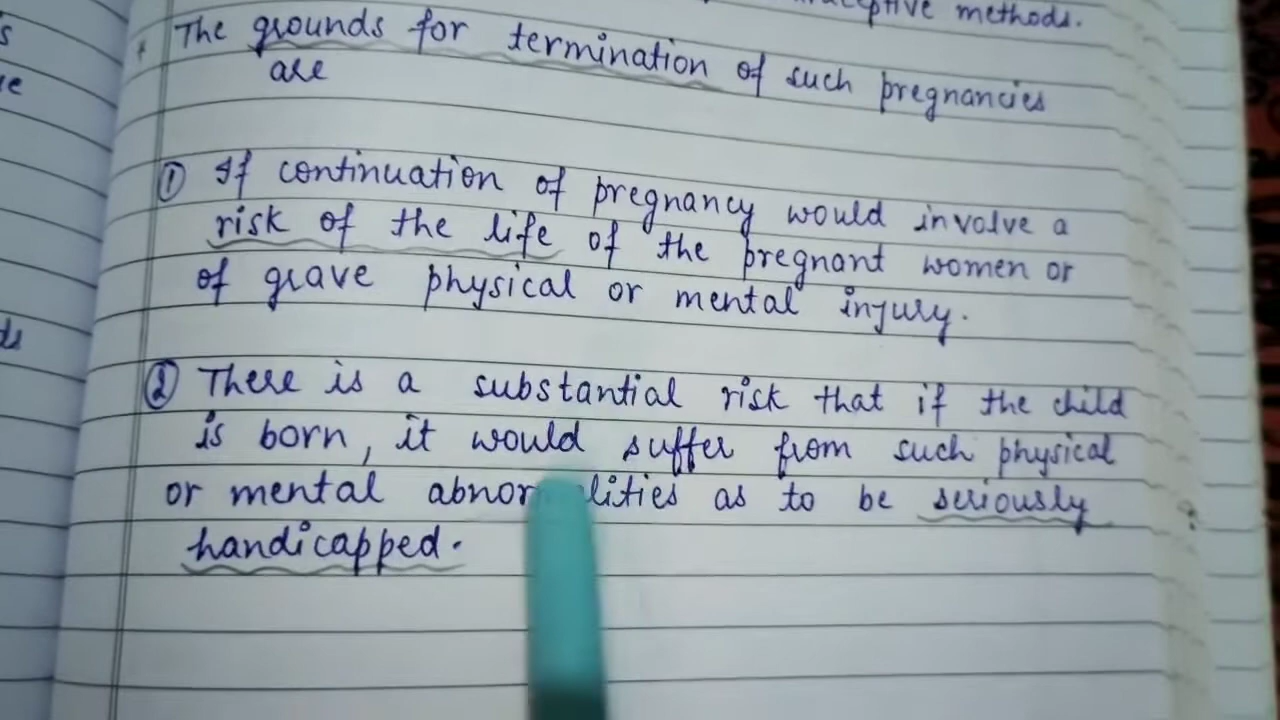 methods.
* The grounds for termination of such pregnancies
are
① If continuation of pregnancy would involve a
risk of the life of the pregnant women or
of grave physical or mental injury.
② There is a substantial risk that if the child
is born, it would suffer from such physical
or mental abnormalities as to be seriously
handicapped.